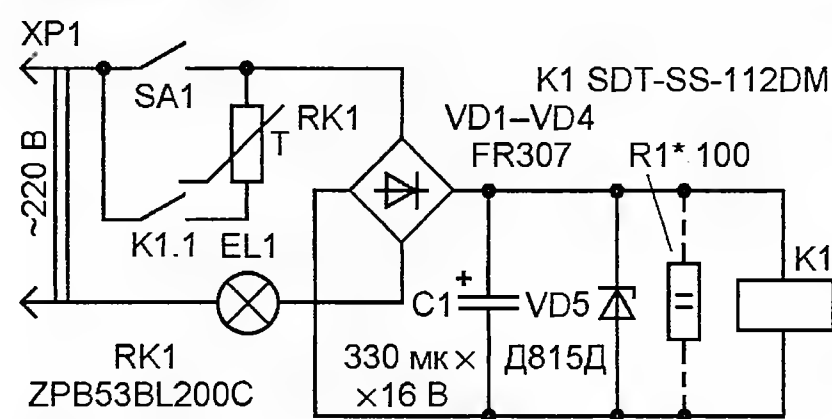 XP1
SA1
K1 SDT-SS-112DM
RK1
T
VD1–VD4
FR307
R1* 100
~220 В
K1.1
EL1
K1
+
C1
VD5
RK1
ZPB53BL200C
330 мк ×
×16 В
Д815Д